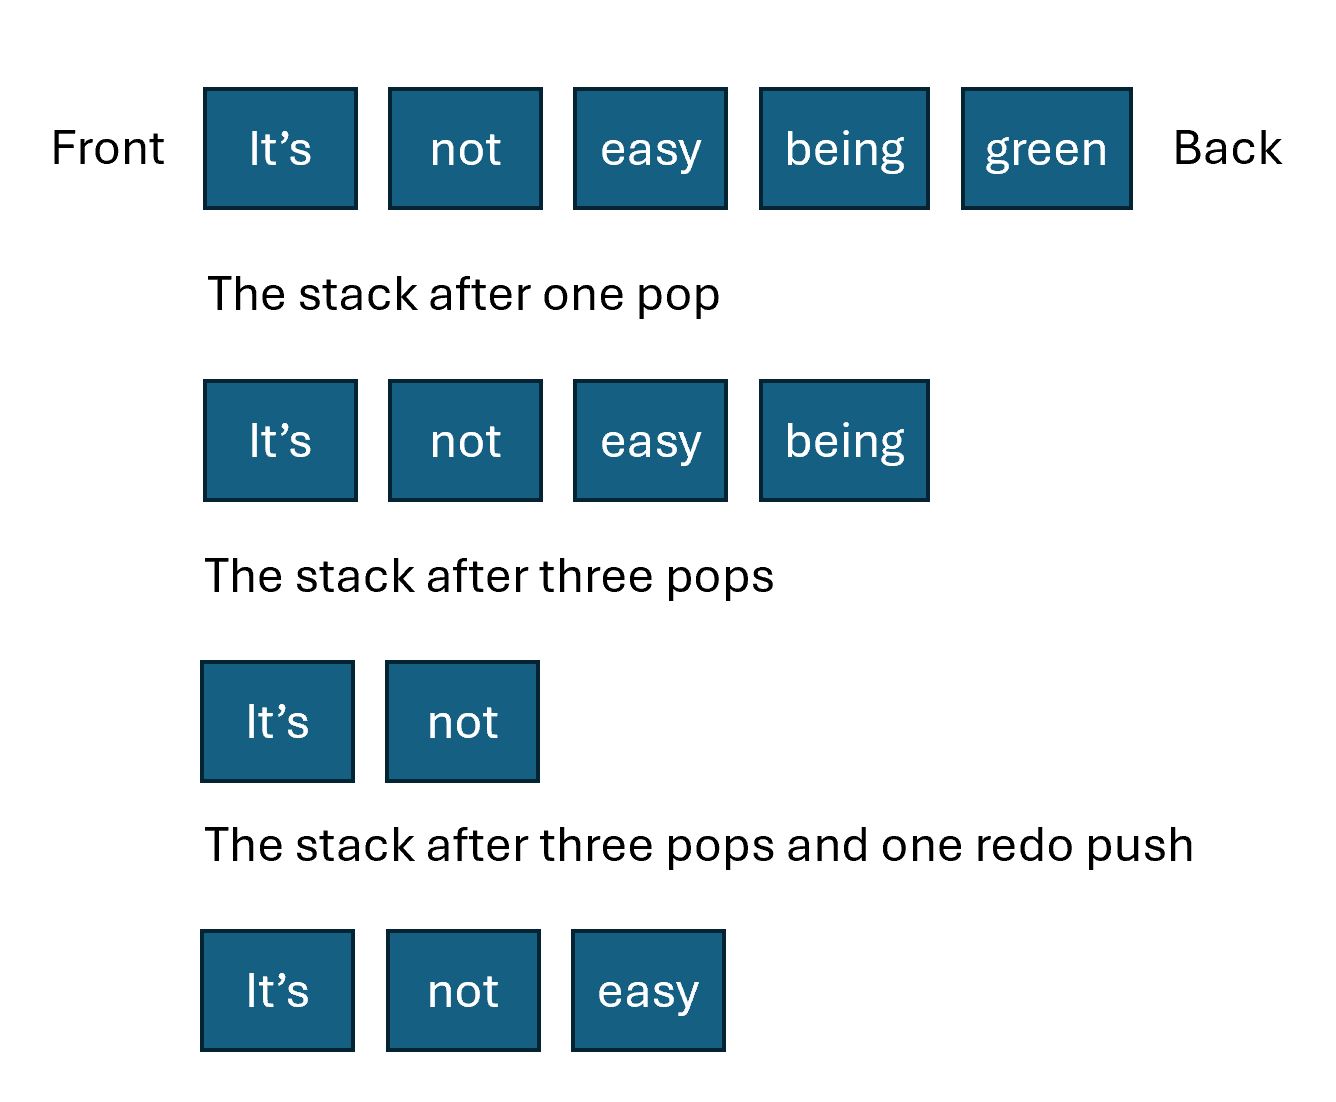 Front It’s not easy being green Back
The stack after one pop
It’s not easy being
The stack after three pops
It’s not
The stack after three pops and one redo push
It’s not easy